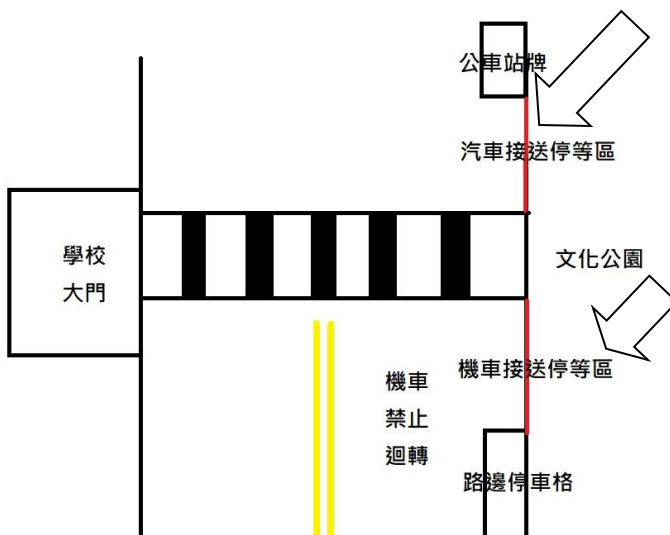 公車站牌
汽車接送停等區
學校
大門
文化公園
機車接送停等區
機車
禁止
迴轉
路邊停車格